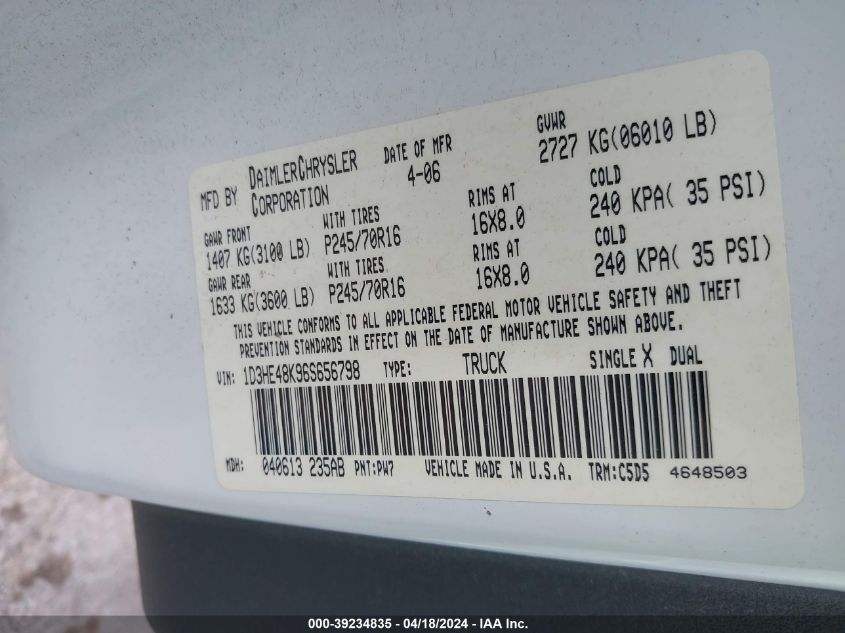 MFD BY DAIMLERCHRYSLER CORPORATION DATE OF MFR 4-06 GVWR 2727 KG(06010 LB)
GAWR FRONT WITH TIRES RIMS AT COLD
1407 KG(3100 LB) P245/70R16 16X8.0 240 KPA( 35 PSI)
GAWR REAR WITH TIRES RIMS AT COLD
1633 KG(3600 LB) P245/70R16 16X8.0 240 KPA( 35 PSI)
THIS VEHICLE CONFORMS TO ALL APPLICABLE FEDERAL MOTOR VEHICLE SAFETY AND THEFT
PREVENTION STANDARDS IN EFFECT ON THE DATE OF MANUFACTURE SHOWN ABOVE.
VIN: 1D3HE48K96S656798 TYPE: TRUCK SINGLE X DUAL
MDH: 040613 235AB PNT:PW7 VEHICLE MADE IN U.S.A. TRM:C5D5 4648503
000-39234835 - 04/18/2024 - IAA Inc.